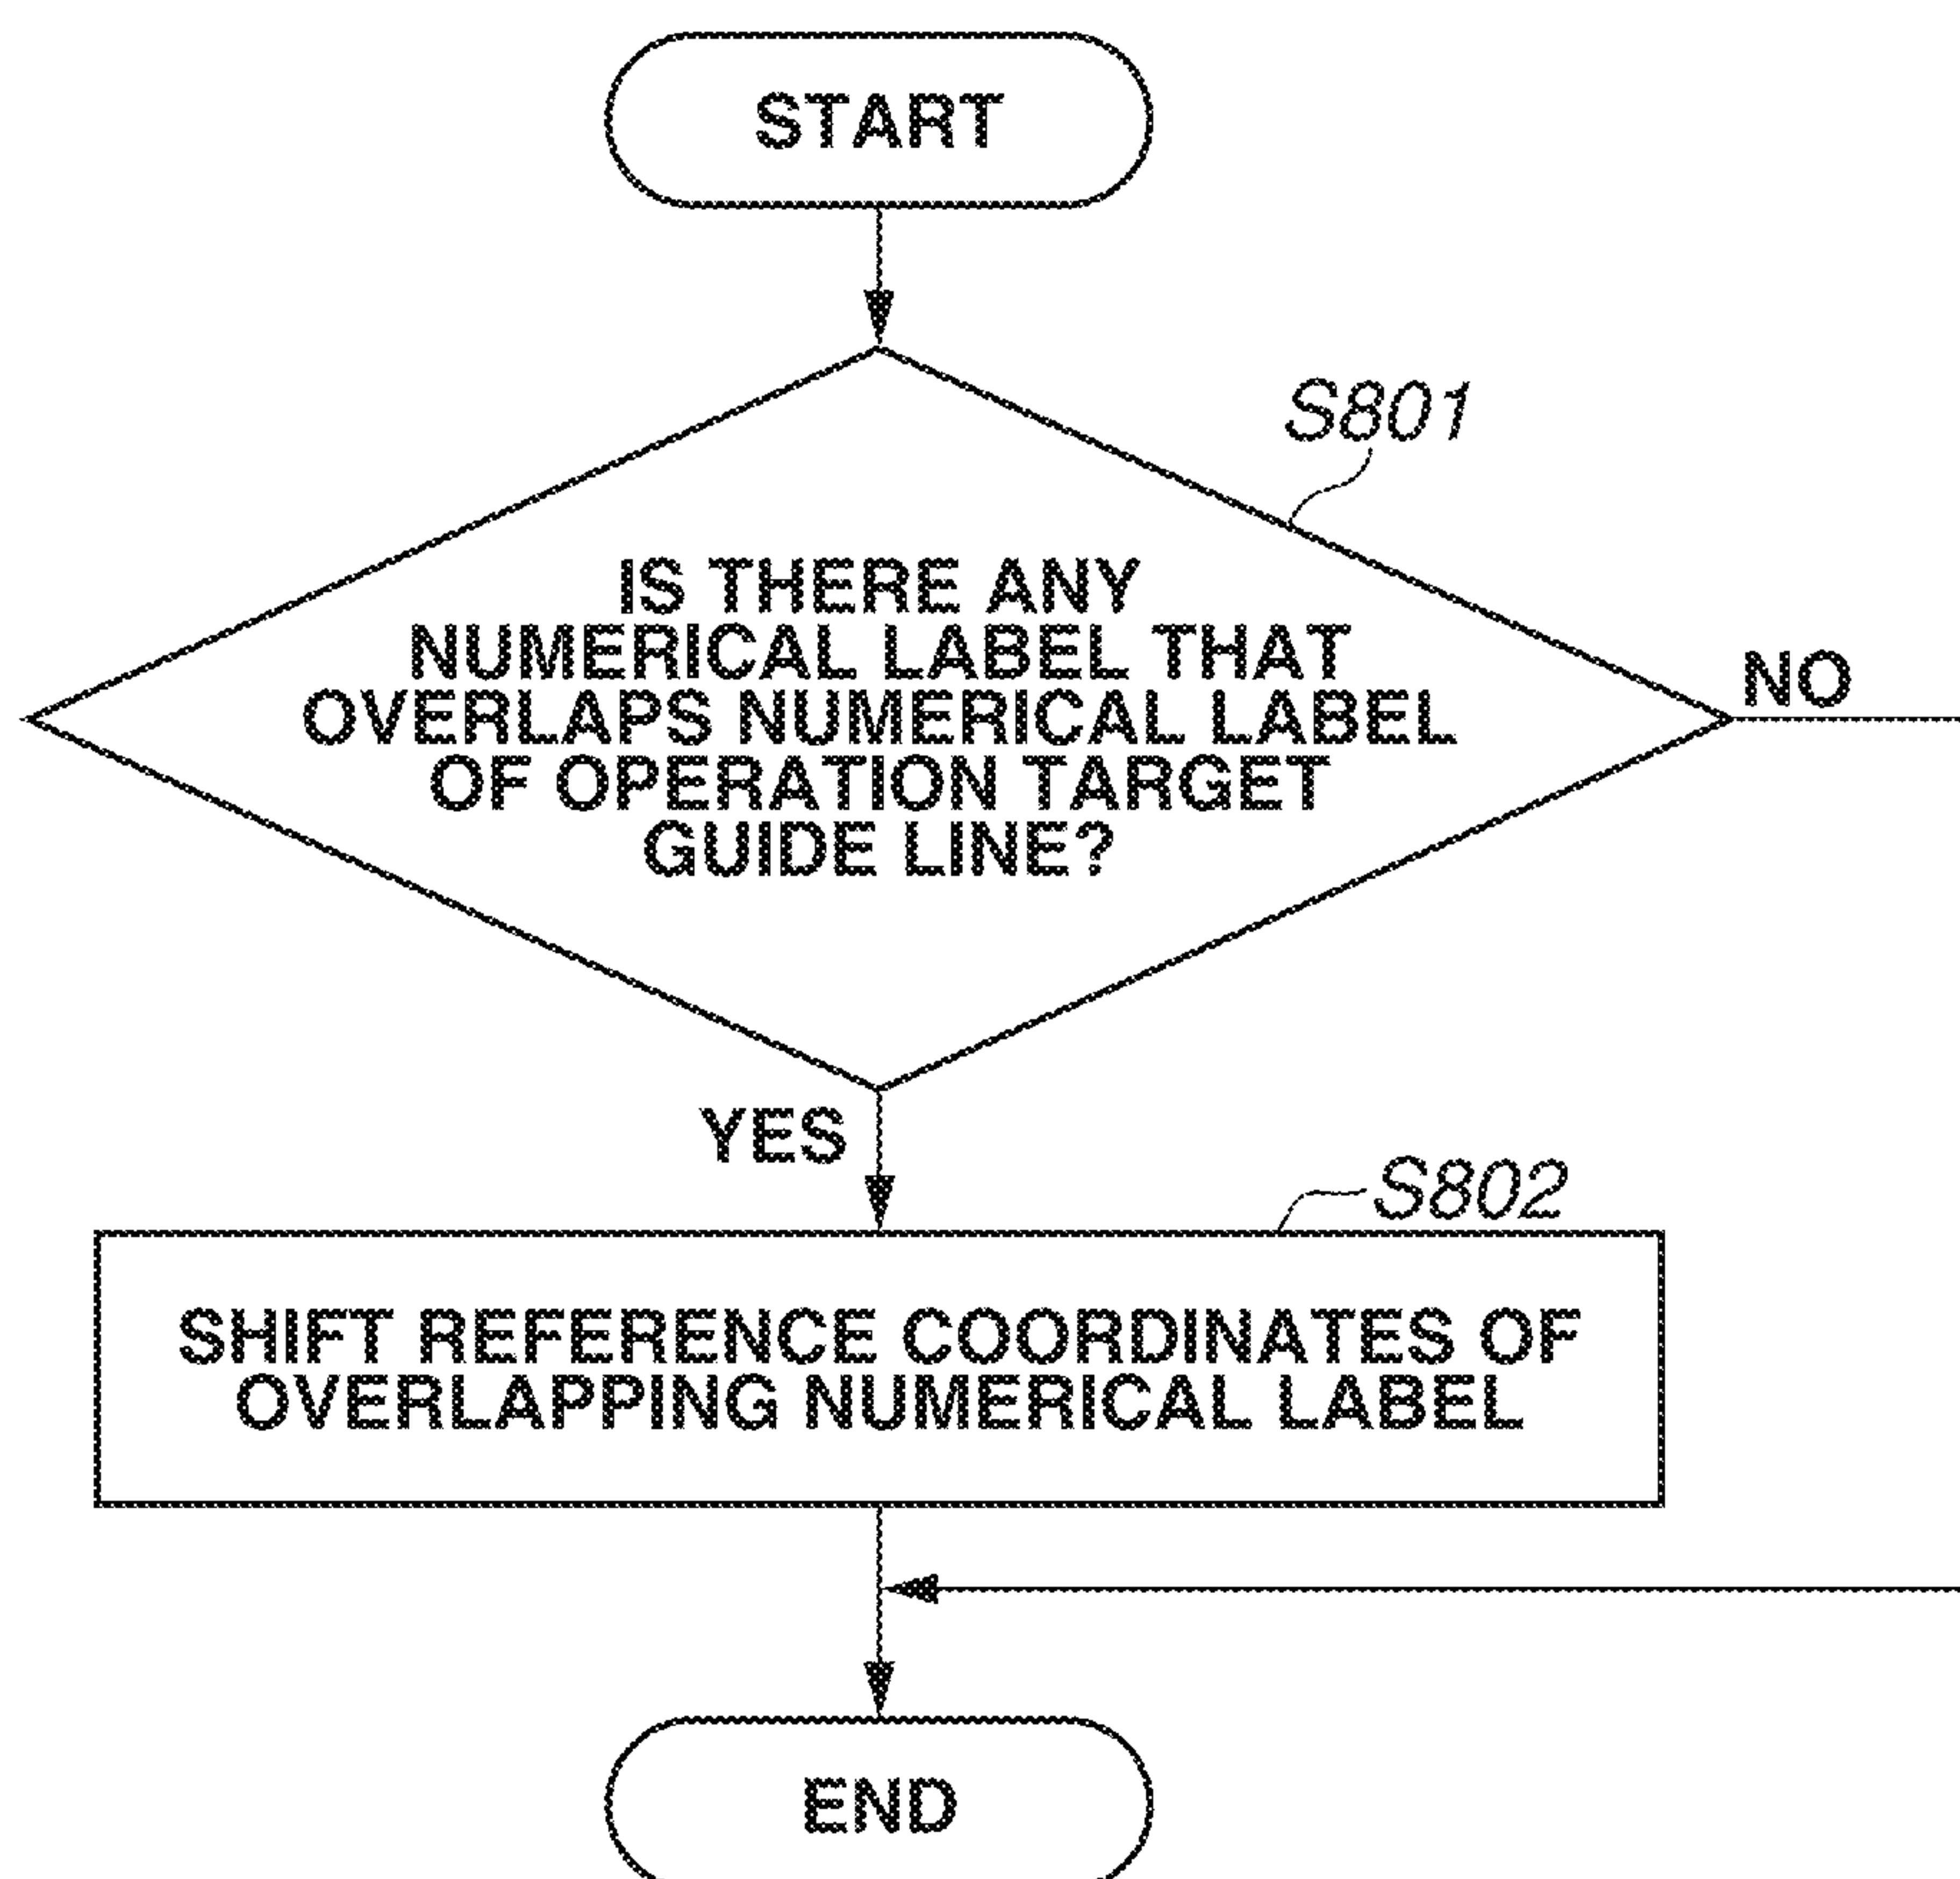 START
S801
IS THERE ANY
NUMERICAL LABEL THAT
OVERLAPS NUMERICAL LABEL
OF OPERATION TARGET
GUIDE LINE?
NO
YES
S802
SHIFT REFERENCE COORDINATES OF
OVERLAPPING NUMERICAL LABEL
END